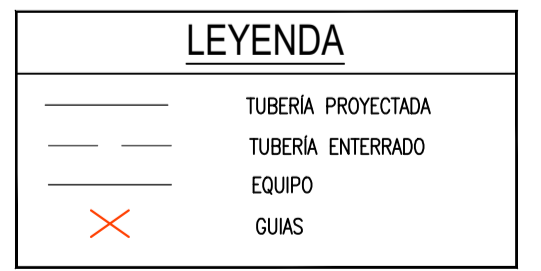 LEYENDA
TUBERÍA PROYECTADA
TUBERÍA ENTERRADO
EQUIPO
GUIAS